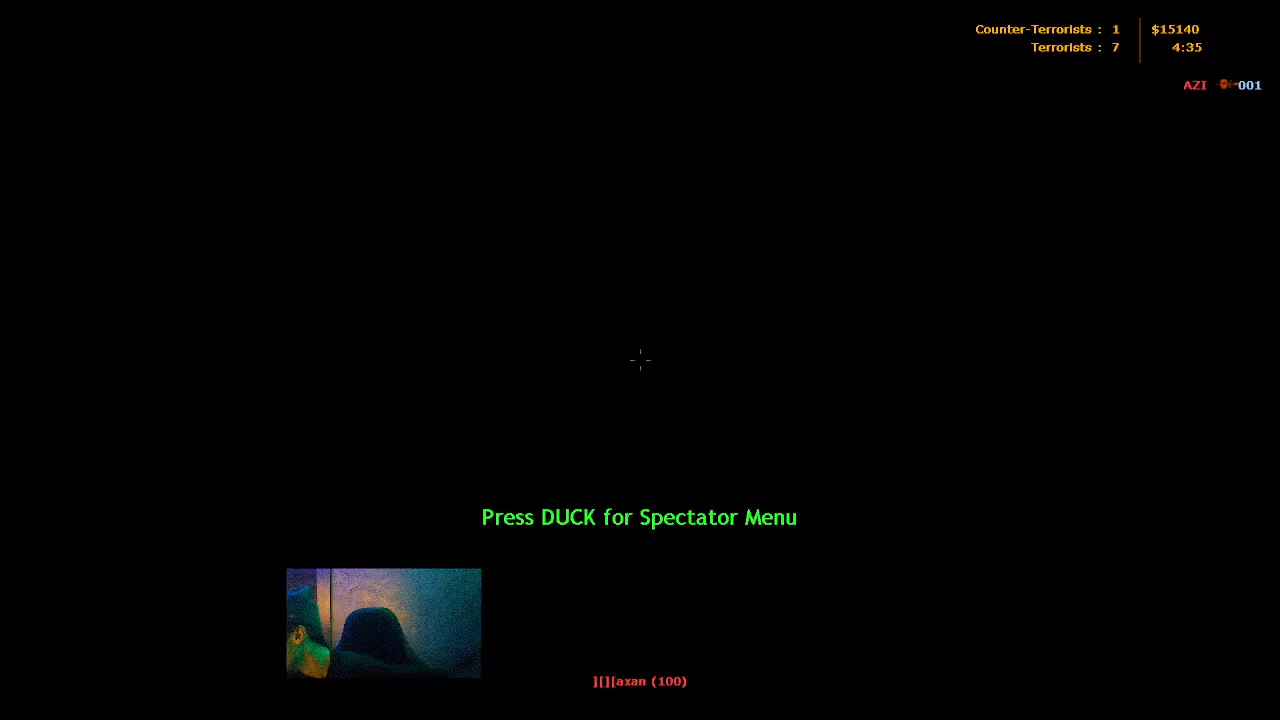 Counter-Terrorists : 1 $15140
Terrorists : 7 4:35
AZI 001
Press DUCK for Spectator Menu
][][axan (100)